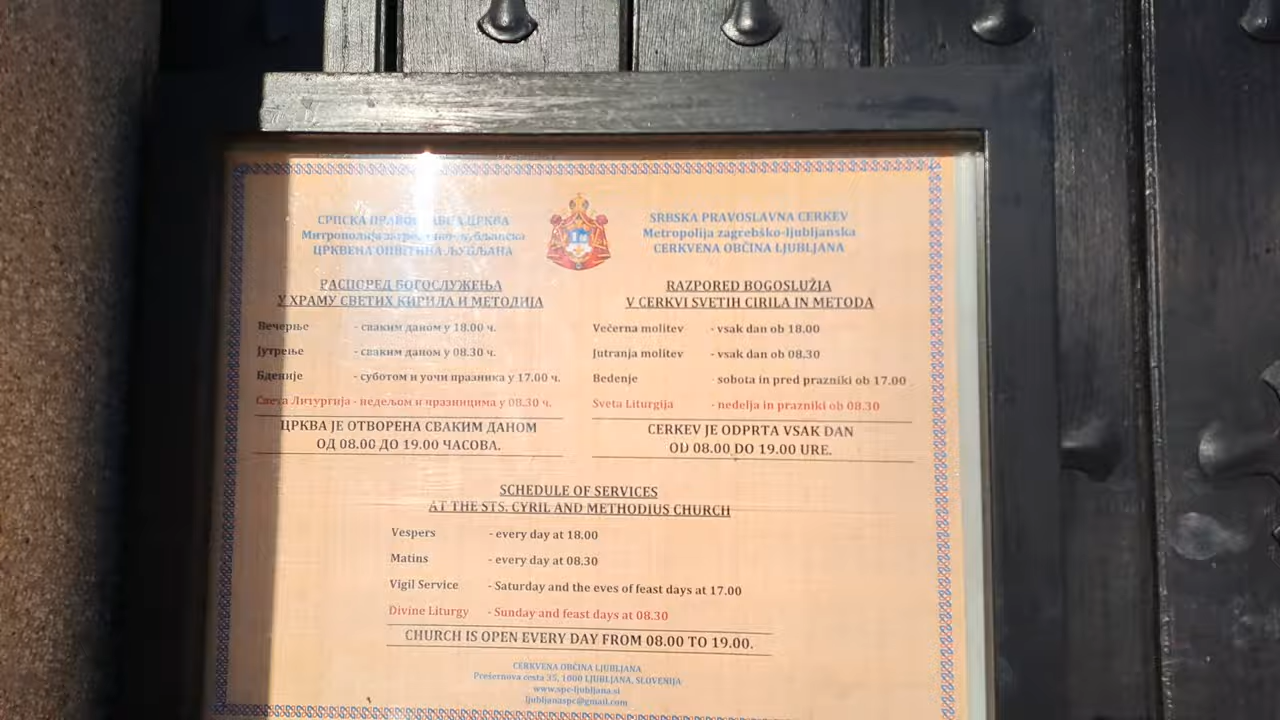 СРПСКА ПРАВОСЛАВНА ЦРКВА
Митрополија загребачко-љубљанска
ЦРКВЕНА ОПШТИНА ЉУБЉАНА
РАСПОРЕД БОГОСЛУЖЕЊА
У ХРАМУ СВЕТИХ КИРИЛА И МЕТОДИЈА
Вечерње - сваким даном у 18.00 ч.
Јутрење - сваким даном у 08.30 ч.
Бденије - суботом и уочи празника у 17.00 ч.
Света Литургија - недељом и празницима у 08.30 ч.
ЦРКВА ЈЕ ОТВОРЕНА СВАКИМ ДАНОМ
ОД 08.00 ДО 19.00 ЧАСОВА.
SRBSKA PRAVOSLAVNA CERKEV
Metropolija zagrebško-ljubljanska
CERKVENA OBČINA LJUBLJANA
RAZPORED BOGOSLUŽJA
V CERKVI SVETIH CIRILA IN METODA
Večerna molitev - vsak dan ob 18.00
Jutranja molitev - vsak dan ob 08.30
Bedenje - sobota in pred prazniki ob 17.00
Sveta Liturgija - nedelja in prazniki ob 08.30
CERKEV JE ODPRTA VSAK DAN
OD 08.00 DO 19.00 URE.
SCHEDULE OF SERVICES
AT THE STS. CYRIL AND METHODIUS CHURCH
Vespers - every day at 18.00
Matins - every day at 08.30
Vigil Service - Saturday and the eves of feast days at 17.00
Divine Liturgy - Sunday and feast days at 08.30
CHURCH IS OPEN EVERY DAY FROM 08.00 TO 19.00.
CERKVENA OBČINA LJUBLJANA
Prešernova cesta 35, 1000 LJUBLJANA, SLOVENIJA
www.spc-ljubljana.si
ljubljanaspc@gmail.com